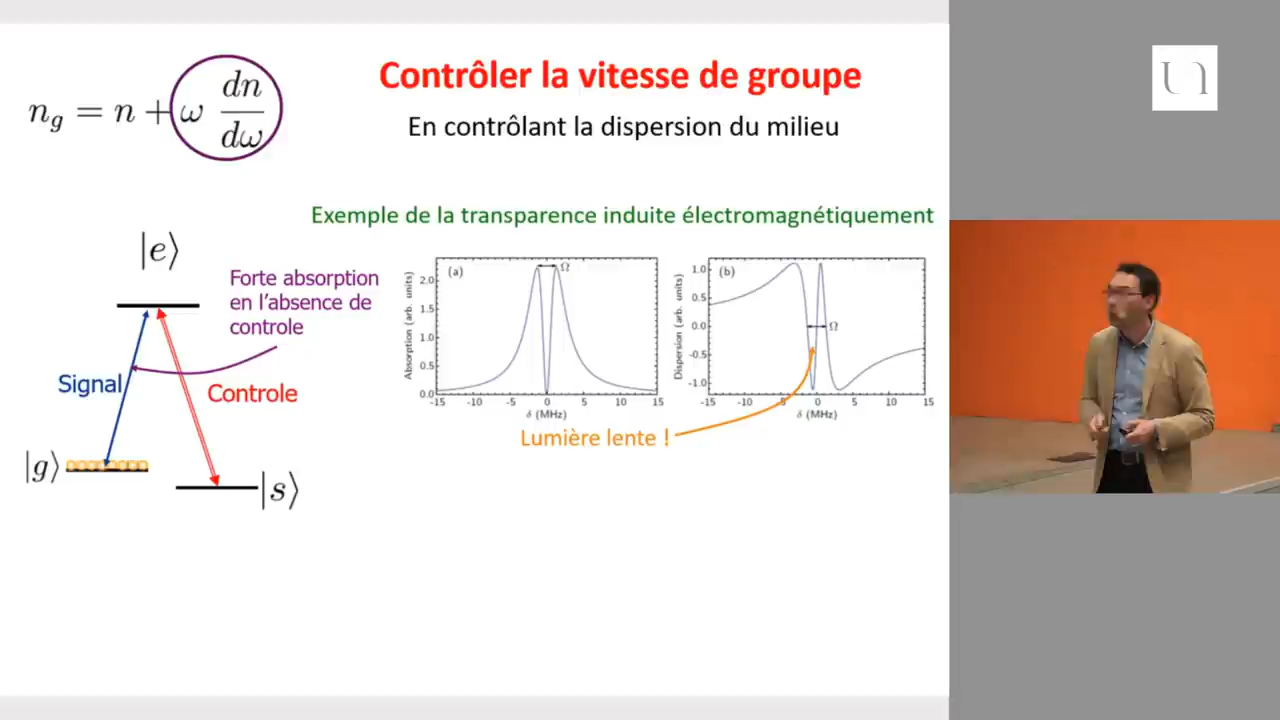 n_g = n + ω dn/dω
Contrôler la vitesse de groupe
En contrôlant la dispersion du milieu
Exemple de la transparence induite électromagnétiquement
|e⟩
Forte absorption
en l'absence de
controle
Signal
Controle
|g⟩
|s⟩
(a)
Ω
Absorption (arb. units)
2.0
1.5
1.0
0.5
0.0
-15
-10
-5
0
5
10
15
δ (MHz)
(b)
Ω
Dispersion (arb. units)
1.0
0.5
0.0
-0.5
-1.0
-15
-10
-5
0
5
10
15
δ (MHz)
Lumière lente !